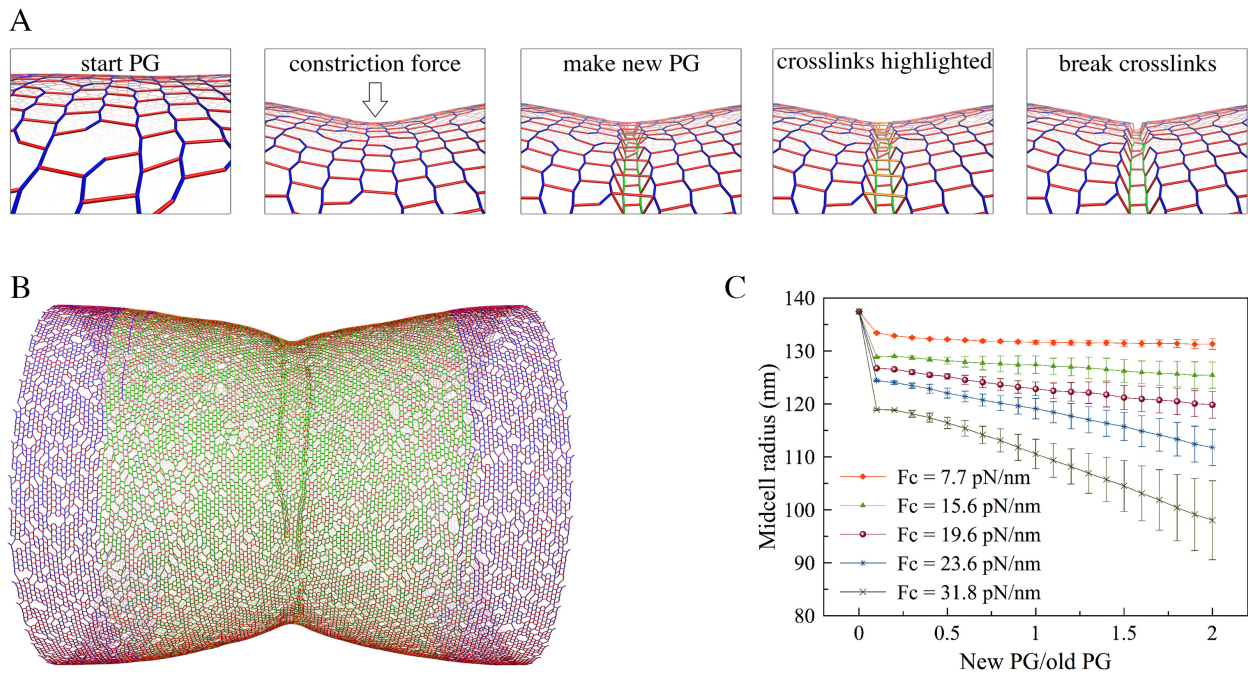 A
start PG
constriction force
make new PG
crosslinks highlighted
break crosslinks
B
C
140
130
120
110
100
90
80
Midcell radius (nm)
Fc = 7.7 pN/nm
Fc = 15.6 pN/nm
Fc = 19.6 pN/nm
Fc = 23.6 pN/nm
Fc = 31.8 pN/nm
0 0.5 1 1.5 2
New PG/old PG